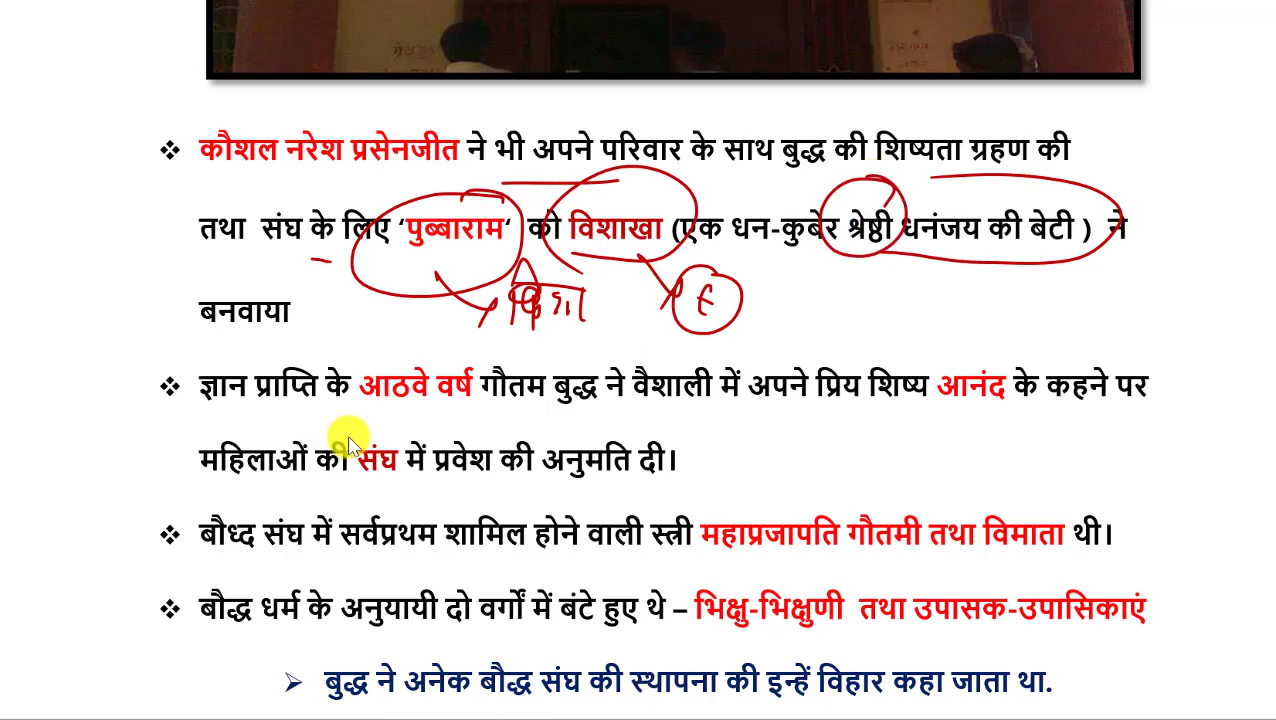 ❖ कौशल नरेश प्रसेनजीत ने भी अपने परिवार के साथ बुद्ध की शिष्यता ग्रहण की
तथा संघ के लिए ‘पुब्बाराम‘ को विशाखा (एक धन-कुबेर श्रेष्ठी धनंजय की बेटी ) ने
बनवाया
❖ ज्ञान प्राप्ति के आठवे वर्ष गौतम बुद्ध ने वैशाली में अपने प्रिय शिष्य आनंद के कहने पर
महिलाओं की संघ में प्रवेश की अनुमति दी।
❖ बौध्द संघ में सर्वप्रथम शामिल होने वाली स्त्री महाप्रजापति गौतमी तथा विमाता थी।
❖ बौद्ध धर्म के अनुयायी दो वर्गों में बंटे हुए थे – भिक्षु-भिक्षुणी तथा उपासक-उपासिकाएं
➢ बुद्ध ने अनेक बौद्ध संघ की स्थापना की इन्हें विहार कहा जाता था.